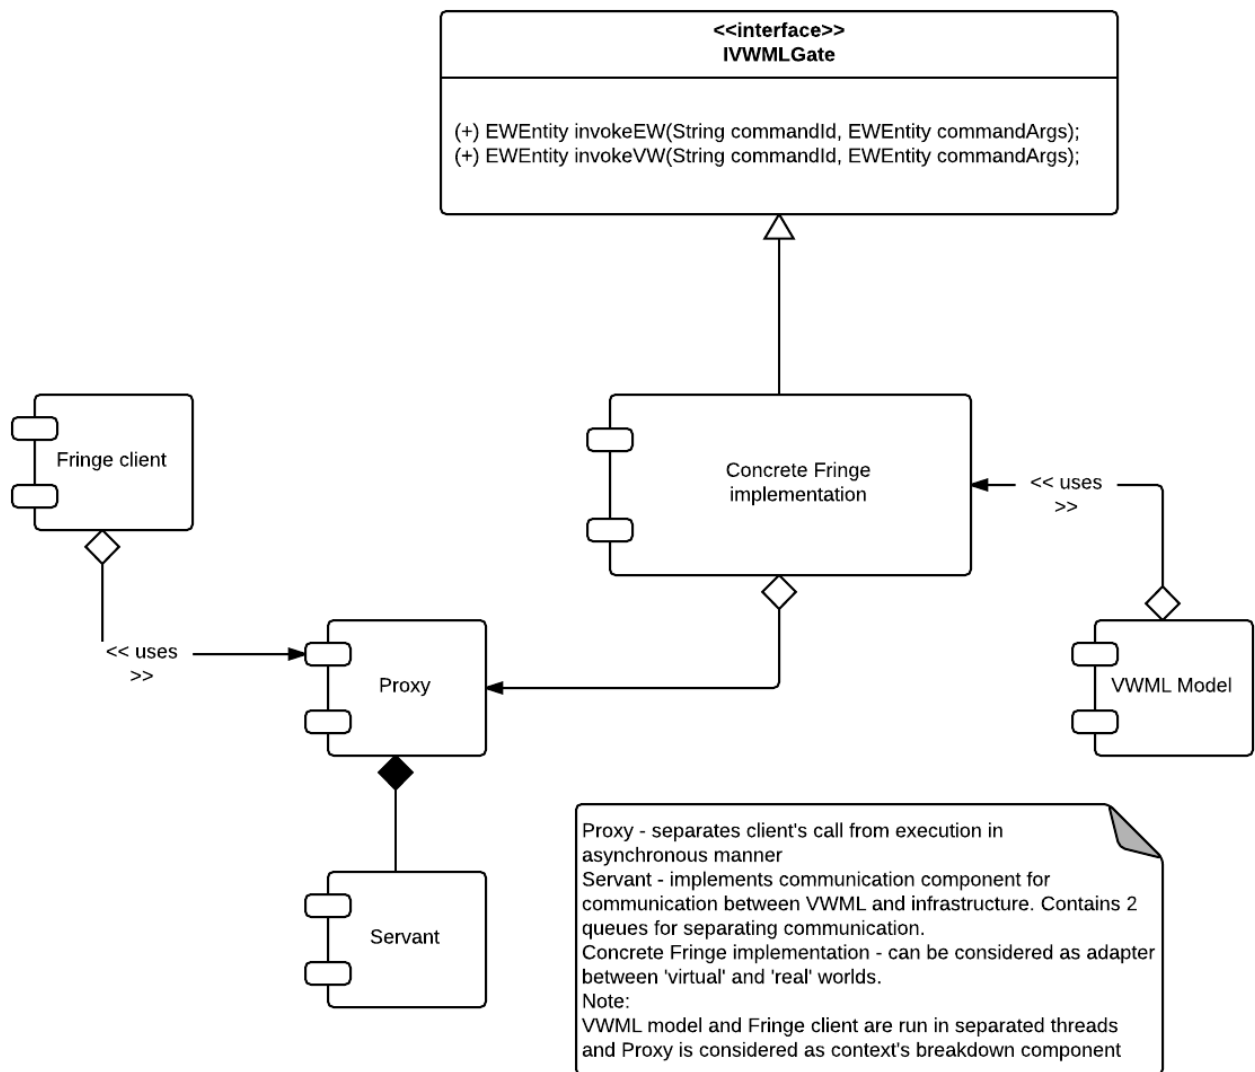 <<interface>>
IVWMLGate
(+) EWEntity invokeEW(String commandId, EWEntity commandArgs);
(+) EWEntity invokeVW(String commandId, EWEntity commandArgs);
Fringe client
Concrete Fringe
implementation
<< uses
>>
<< uses
>>
Proxy
VWML Model
Servant
Proxy - separates client's call from execution in
asynchronous manner
Servant - implements communication component for
communication between VWML and infrastructure. Contains 2
queues for separating communication.
Concrete Fringe implementation - can be considered as adapter
between 'virtual' and 'real' worlds.
Note:
VWML model and Fringe client are run in separated threads
and Proxy is considered as context's breakdown component